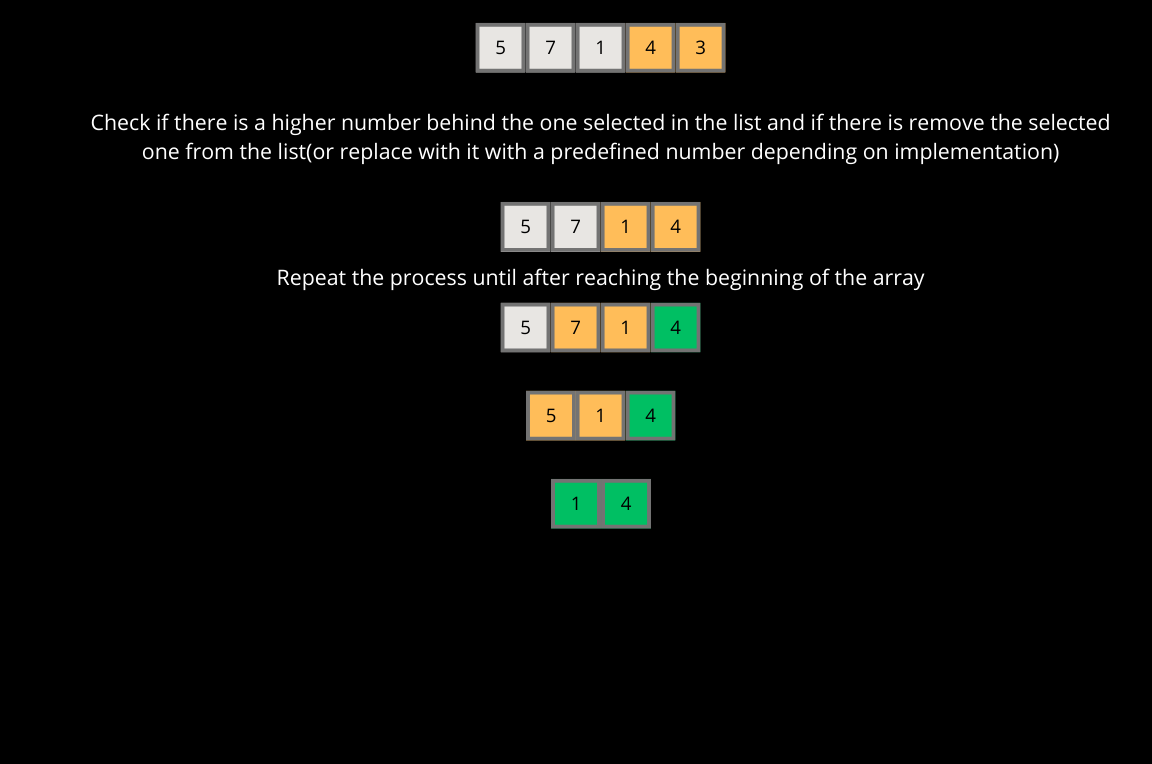 5 7 1 4 3
Check if there is a higher number behind the one selected in the list and if there is remove the selected
one from the list(or replace with it with a predefined number depending on implementation)
5 7 1 4
Repeat the process until after reaching the beginning of the array
5 7 1 4
5 1 4
1 4